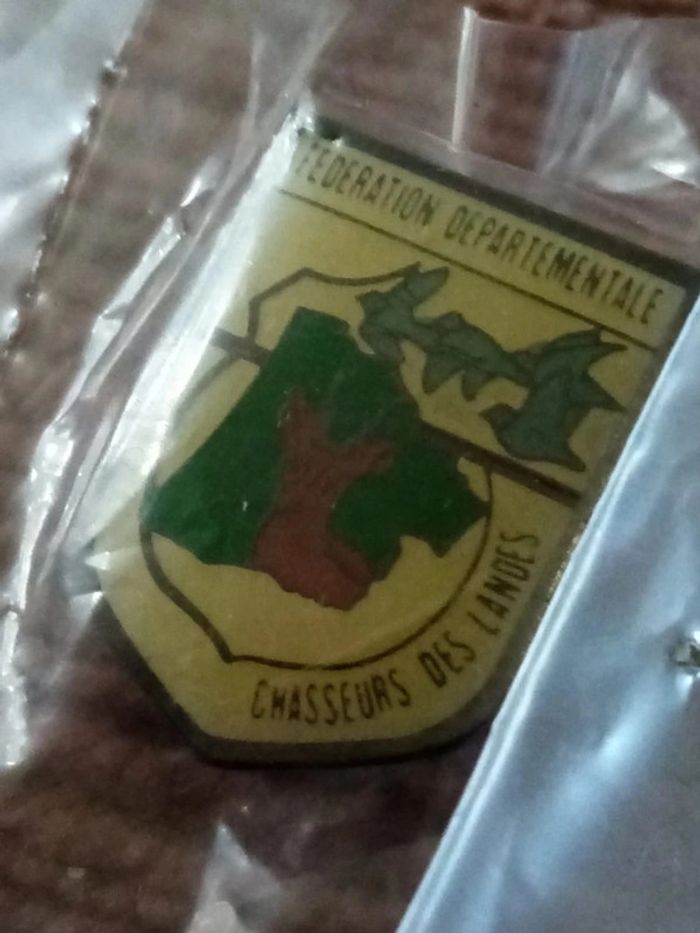 FEDERATION DEPARTEMENTALE
CHASSEURS DES LANDES